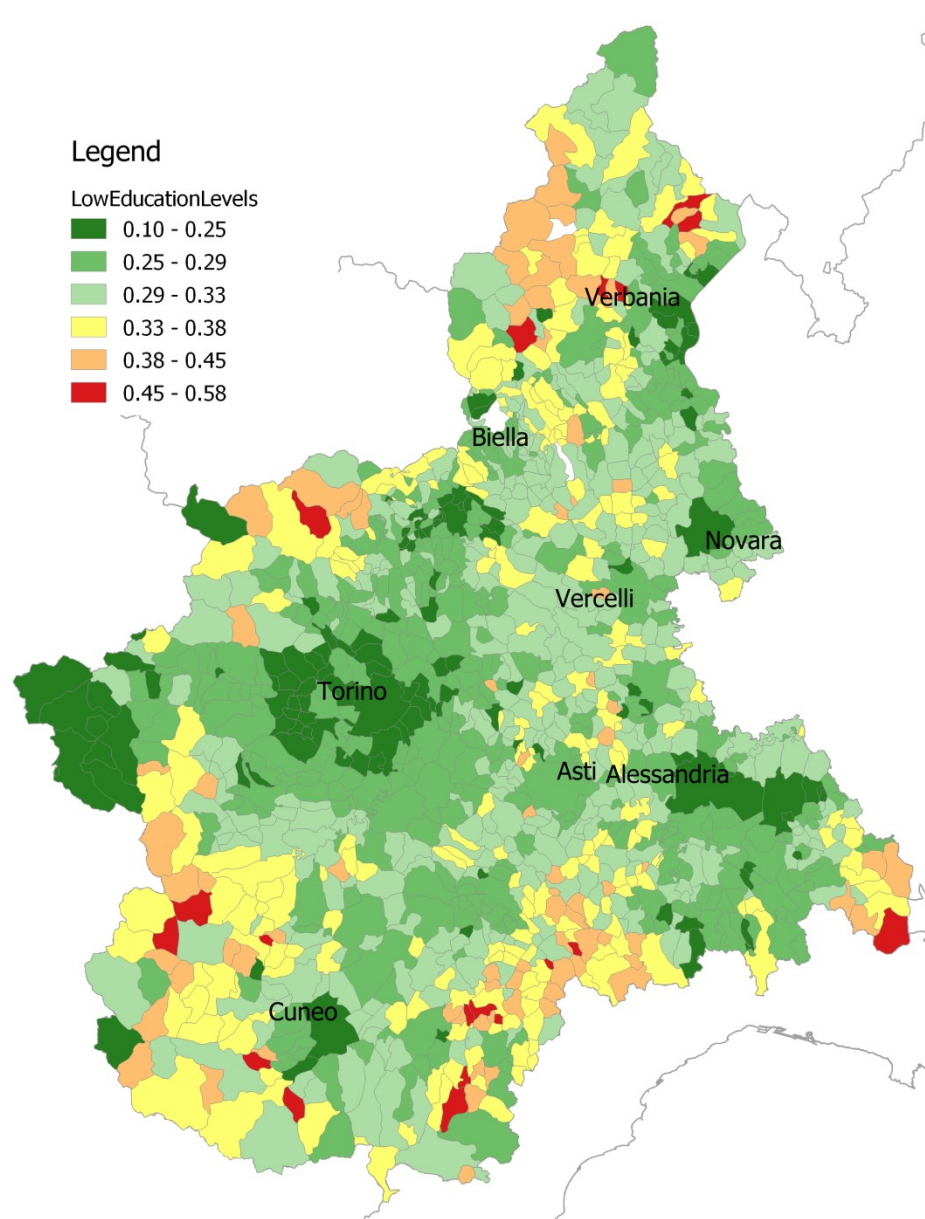 Legend
LowEducationLevels
0.10 - 0.25
0.25 - 0.29
0.29 - 0.33
0.33 - 0.38
0.38 - 0.45
0.45 - 0.58
Verbania
Biella
Novara
Vercelli
Torino
Asti Alessandria
Cuneo